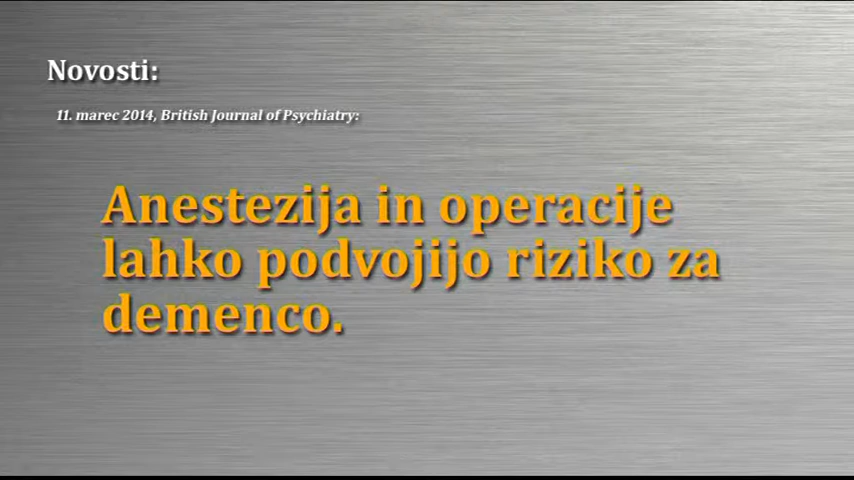 Novosti:
11. marec 2014, British Journal of Psychiatry:
Anestezija in operacije
lahko podvojijo riziko za
demenco.